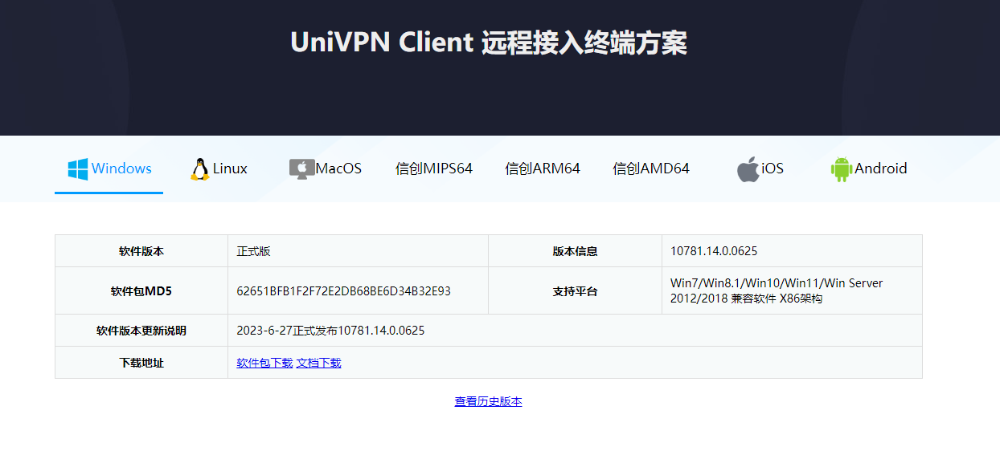 UniVPN Client 远程接入终端方案
Windows
Linux
MacOS
信创MIPS64
信创ARM64
信创AMD64
iOS
Android
软件版本
正式版
版本信息
10781.14.0.0625
软件包MD5
62651BFB1F2F72E2DB68BE6D34B32E93
支持平台
Win7/Win8.1/Win10/Win11/Win Server
2012/2018 兼容软件 X86架构
软件版本更新说明
2023-6-27正式发布10781.14.0.0625
下载地址
软件包下载 文档下载
查看历史版本